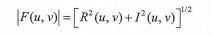 |F(u,v)| = [R²(u,v) + I²(u,v)]^{1/2}